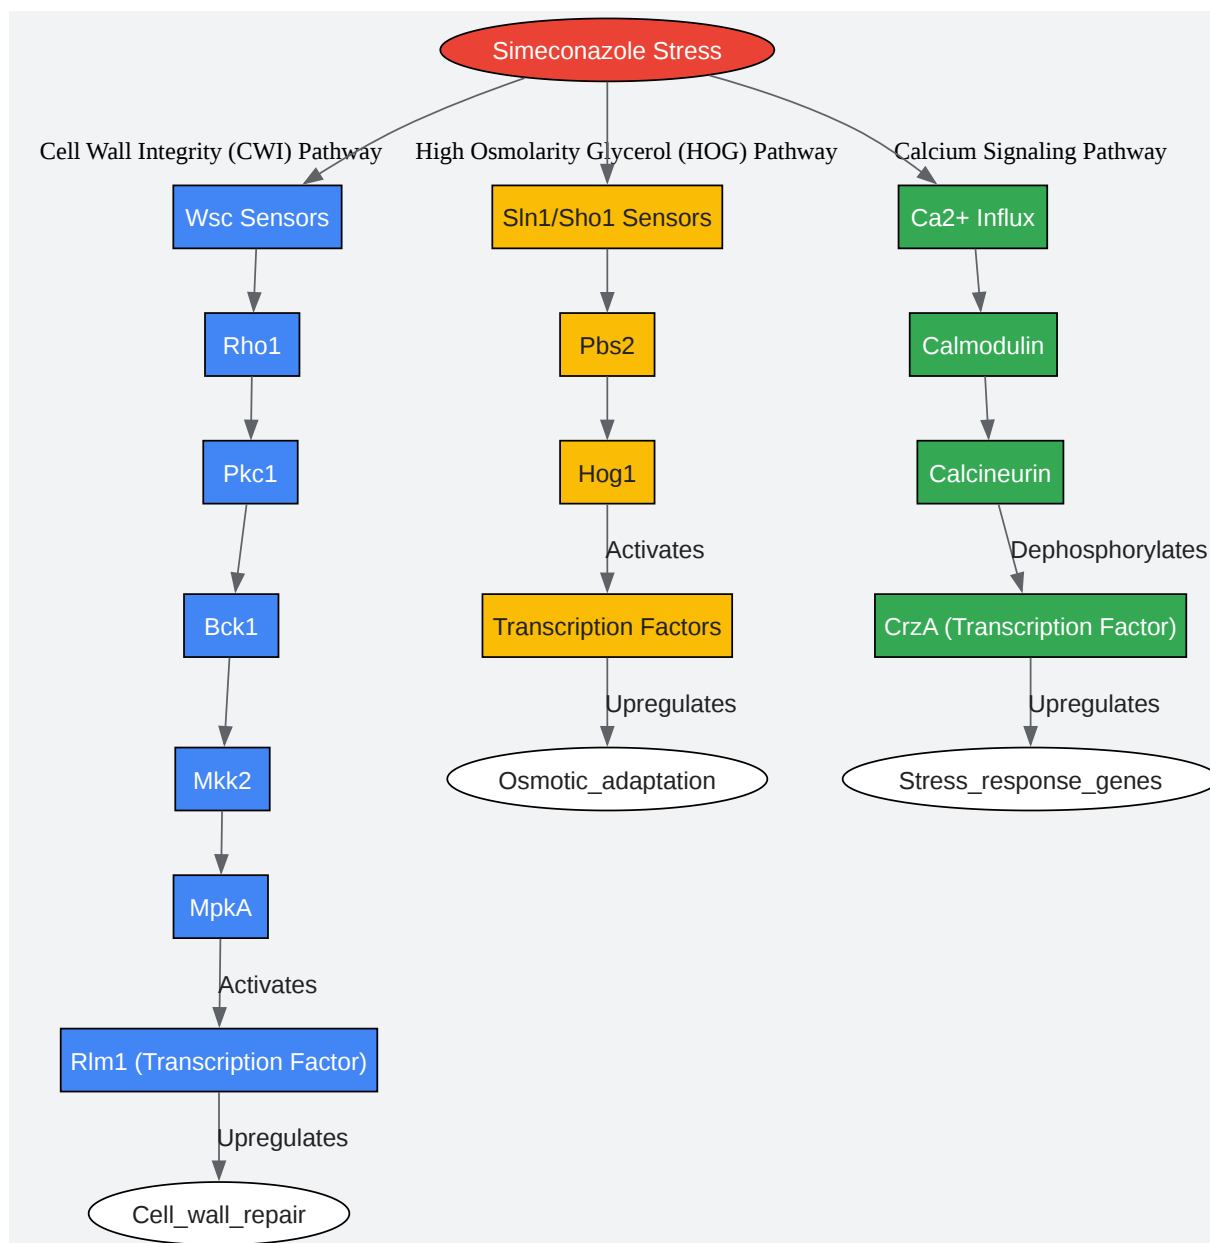 Simeconazole Stress
Cell Wall Integrity (CWI) Pathway
High Osmolarity Glycerol (HOG) Pathway
Calcium Signaling Pathway
Wsc Sensors
Sln1/Sho1 Sensors
Ca2+ Influx
Rho1
Pbs2
Calmodulin
Pkc1
Hog1
Calcineurin
Activates
Dephosphorylates
Bck1
Transcription Factors
CrzA (Transcription Factor)
Upregulates
Upregulates
Mkk2
Osmotic_adaptation
Stress_response_genes
MpkA
Activates
Rlm1 (Transcription Factor)
Upregulates
Cell_wall_repair